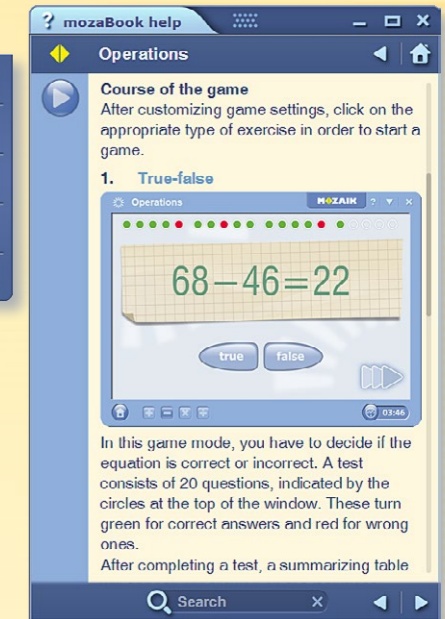 ? mozaBook help
Operations
Course of the game
After customizing game settings, click on the
appropriate type of exercise in order to start a
game.
1. True-false
Operations
MOZAIK ?
68−46=22
true false
03:46
In this game mode, you have to decide if the
equation is correct or incorrect. A test
consists of 20 questions, indicated by the
circles at the top of the window. These turn
green for correct answers and red for wrong
ones.
After completing a test, a summarizing table
Search